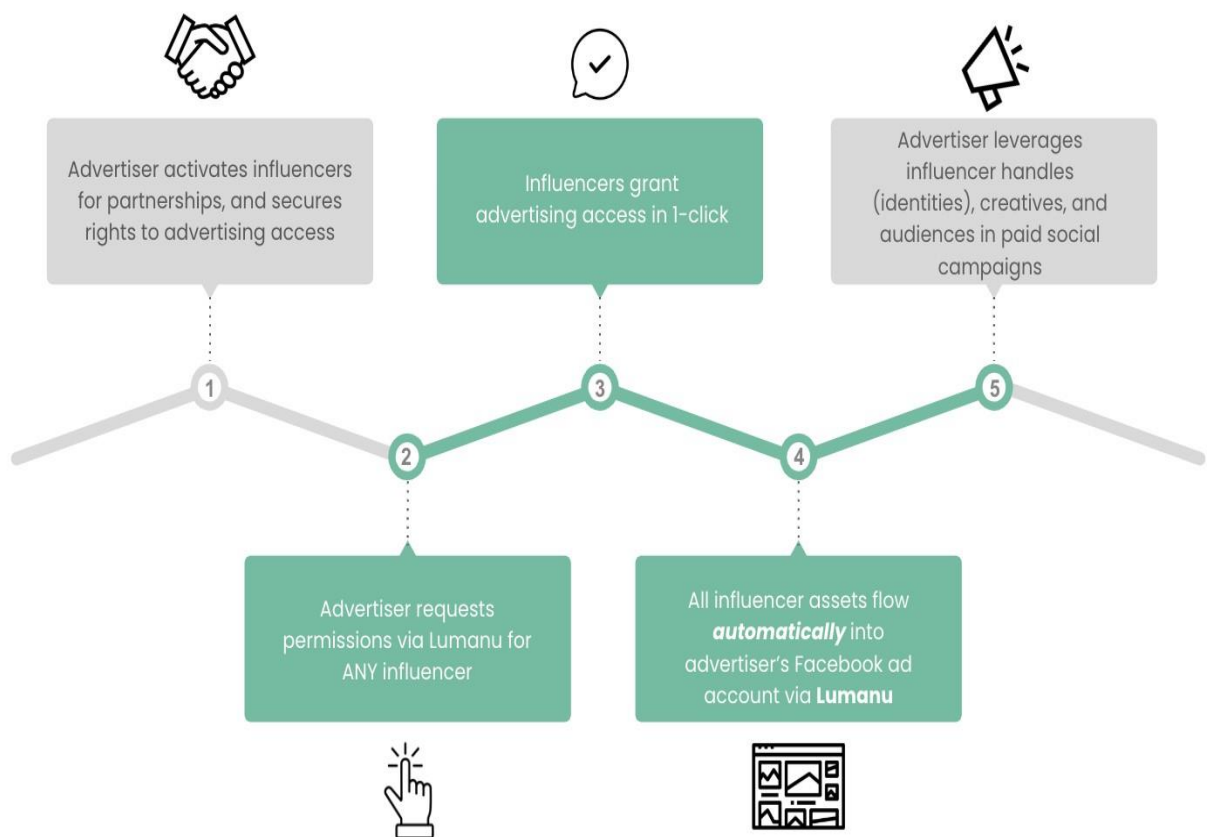 Advertiser activates influencers
for partnerships, and secures
rights to advertising access
Influencers grant
advertising access in 1-click
Advertiser leverages
influencer handles
(identities), creatives, and
audiences in paid social
campaigns
1
2
3
4
5
Advertiser requests
permissions via Lumanu for
ANY influencer
All influencer assets flow
automatically into
advertiser’s Facebook ad
account via Lumanu